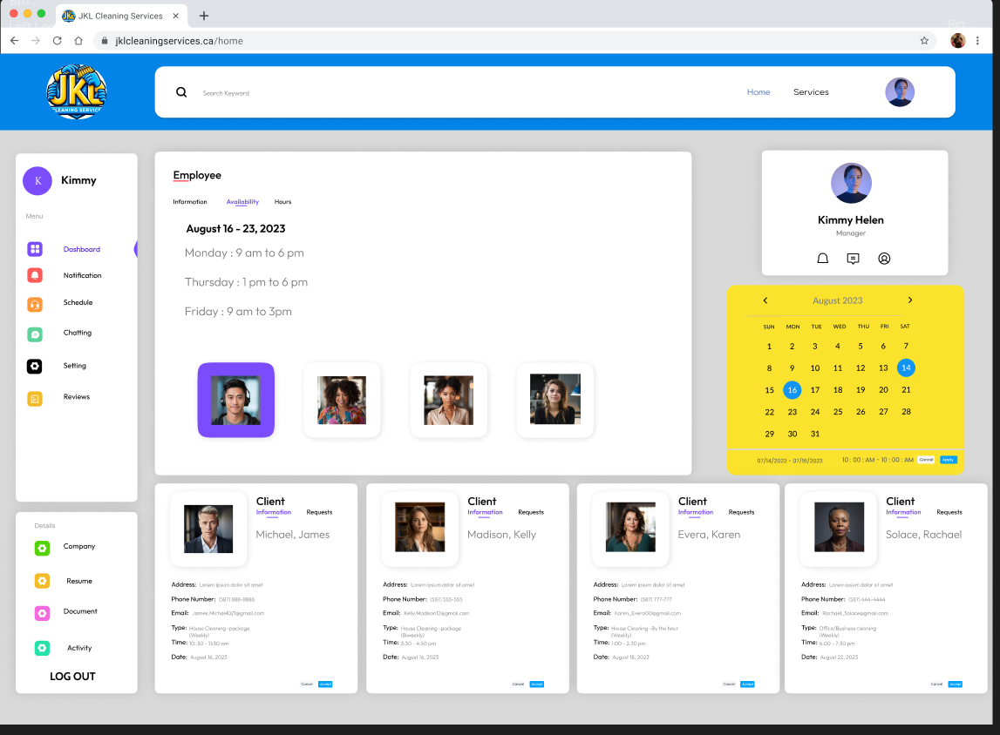 JKL Cleaning Services
jklcleaningservices.ca/home
JKL
CLEANING SERVICE
Search Keyword
Home Services
K Kimmy
Menu
Dashboard
Notification
Schedule
Chatting
Setting
Reviews
Details
Company
Resume
Document
Activity
LOG OUT
Employee
Information Availability Hours
August 16 - 23, 2023
Monday : 9 am to 6 pm
Thursday : 1 pm to 6 pm
Friday : 9 am to 3pm
Kimmy Helen
Manager
August 2023
SUN MON TUE WED THU FRI SAT
1 2 3 4 5 6 7
8 9 10 11 12 13 14
15 16 17 18 19 20 21
22 23 24 25 26 27 28
29 30 31
07/14/2023 - 07/16/2023 10 : 00 : AM - 10 : 00 : AM Cancel Apply
Client
Information Requests
Michael, James
Address: Lorem ipsum dolor sit amet
Phone Number: (587) 888-8888
Email: James.Michael021@gmail.com
Type: House Cleaning -package
(Weekly)
Time: 10: 30 - 11:30 am
Date: August 16, 2023
Cancel Accept
Client
Information Requests
Madison, Kelly
Address: Lorem ipsum dolor sit amet
Phone Number: (587) 555-555
Email: Kelly.Madison12@gmail.com
Type: House Cleaning -package
(Biweekly)
Time: 3:30 - 4:50 pm
Date: August 16, 2023
Cancel Accept
Client
Information Requests
Evera, Karen
Address: Lorem ipsum dolor sit amet
Phone Number: (587) 777-777
Email: Karen_Evera00@gmail.com
Type: House Cleaning -By the hour
(Weekly)
Time: 1:00 - 2:30 pm
Date: August 18, 2023
Cancel Accept
Client
Information Requests
Solace, Rachael
Address: Lorem ipsum dolor sit amet
Phone Number: (587) 444-4444
Email: Rachael_Solace@gmail.com
Type: Office/Business cleaning
(Weekly)
Time: 6:00 - 7:30 pm
Date: August 22, 2023
Cancel Accept